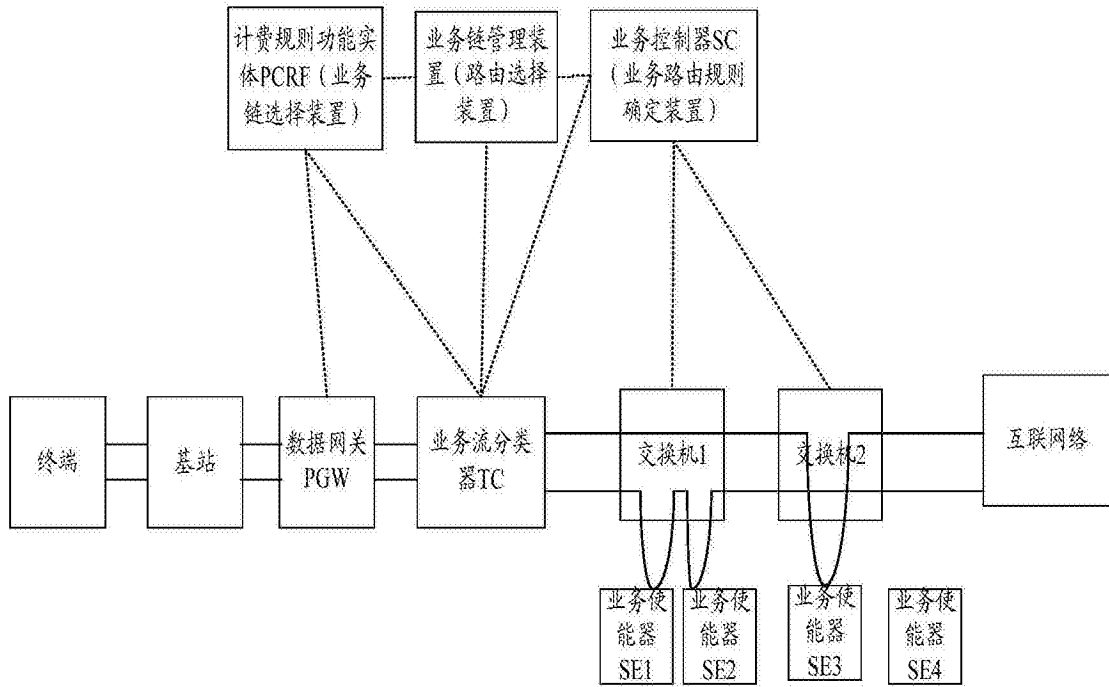 计费规则功能实
体PCRF（业务
链选择装置）
业务链管理装
置（路由选择
装置）
业务控制器SC
（业务路由规则
确定装置）
终端
基站
数据网关
PGW
业务流分类
器TC
交换机1
交换机2
互联网络
业务使
能器
SE1
业务使
能器
SE2
业务使
能器
SE3
业务使
能器
SE4